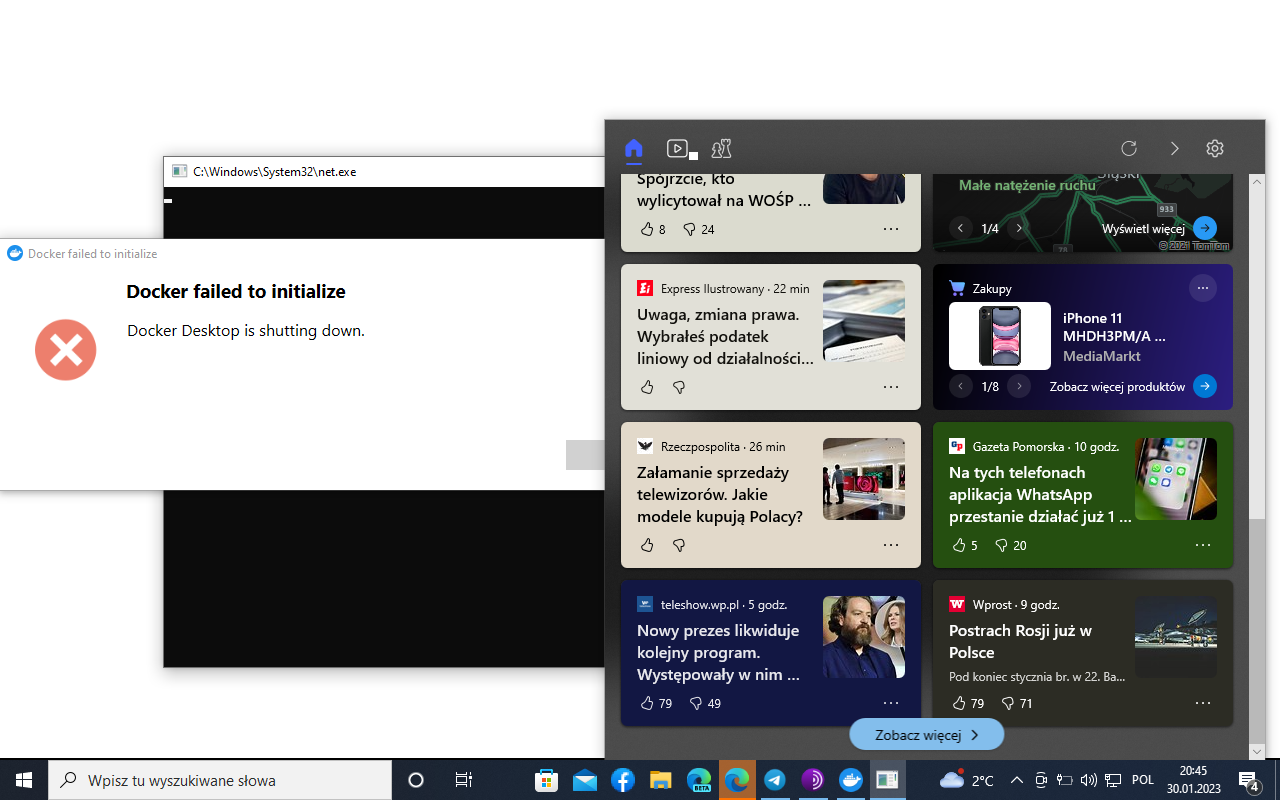 C:\Windows\System32\net.exe
Docker failed to initialize
Docker failed to initialize
Docker Desktop is shutting down.
Spójrzcie, kto
wylicytował na WOŚP ...
8 24
Śląski
Małe natężenie ruchu
933
78
1/4 Wyświetl więcej
© 2021 TomTom
Express Ilustrowany · 22 min
Uwaga, zmiana prawa.
Wybrałeś podatek
liniowy od działalności...
Zakupy
iPhone 11
MHDH3PM/A ...
MediaMarkt
1/8 Zobacz więcej produktów
Rzeczpospolita · 26 min
Załamanie sprzedaży
telewizorów. Jakie
modele kupują Polacy?
Gazeta Pomorska · 10 godz.
Na tych telefonach
aplikacja WhatsApp
przestanie działać już 1 ...
5 20
teleshow.wp.pl · 5 godz.
Nowy prezes likwiduje
kolejny program.
Występowały w nim ...
79 49
Wprost · 9 godz.
Postrach Rosji już w
Polsce
Pod koniec stycznia br. w 22. Ba...
79 71
Zobacz więcej
Wpisz tu wyszukiwane słowa
BETA
2°C
POL
20:45
30.01.2023
4